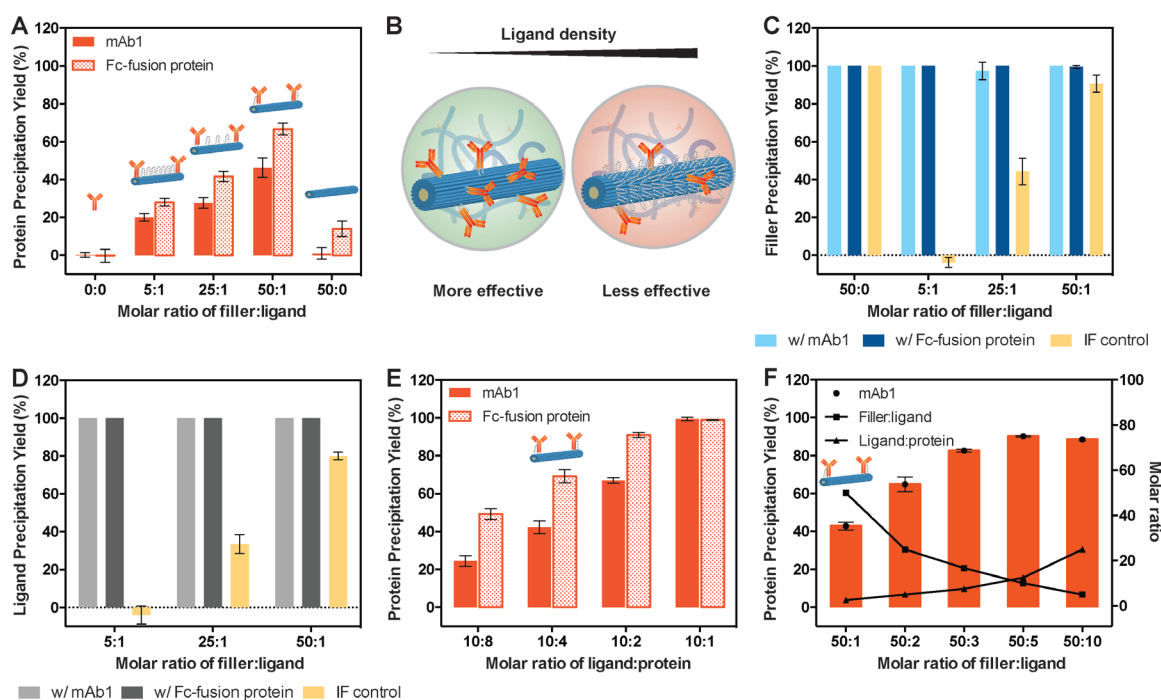 A
Protein Precipitation Yield (%)
120
100
80
60
40
20
0
mAb1
Fc-fusion protein
0:0 5:1 25:1 50:1 50:0
Molar ratio of filler:ligand
B
Ligand density
More effective Less effective
C
Filler Precipitation Yield (%)
120
100
80
60
40
20
0
50:0 5:1 25:1 50:1
Molar ratio of filler:ligand
w/ mAb1 w/ Fc-fusion protein IF control
D
Ligand Precipitation Yield (%)
120
100
80
60
40
20
0
5:1 25:1 50:1
Molar ratio of filler:ligand
w/ mAb1 w/ Fc-fusion protein IF control
E
Protein Precipitation Yield (%)
120
100
80
60
40
20
0
mAb1
Fc-fusion protein
10:8 10:4 10:2 10:1
Molar ratio of ligand:protein
F
Protein Precipitation Yield (%)
120
100
80
60
40
20
0
mAb1
Filler:ligand
Ligand:protein
50:1 50:2 50:3 50:5 50:10
Molar ratio of filler:ligand
100
80
60
40
20
0
Molar ratio